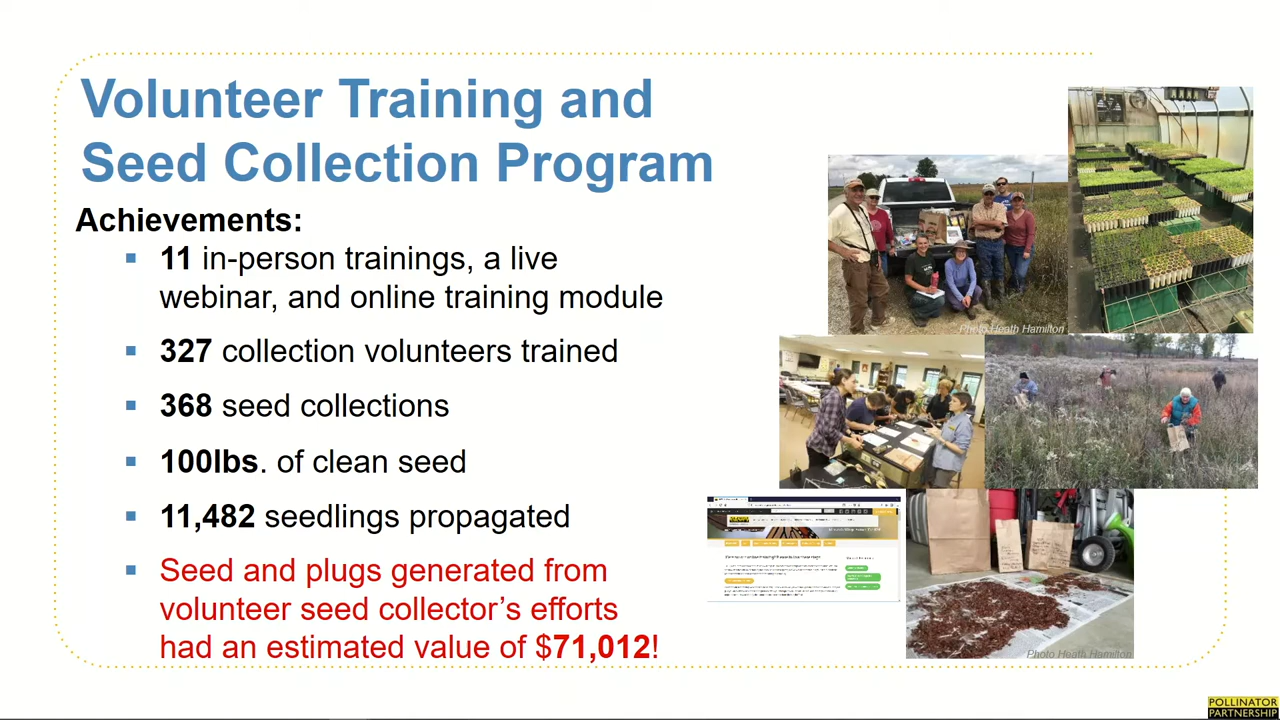 Volunteer Training and
Seed Collection Program
Achievements:
▪ 11 in-person trainings, a live
webinar, and online training module
▪ 327 collection volunteers trained
▪ 368 seed collections
▪ 100lbs. of clean seed
▪ 11,482 seedlings propagated
▪ Seed and plugs generated from
volunteer seed collector’s efforts
had an estimated value of $71,012!
Photo Heath Hamilton
Photo Heath Hamilton
POLLINATOR
PARTNERSHIP